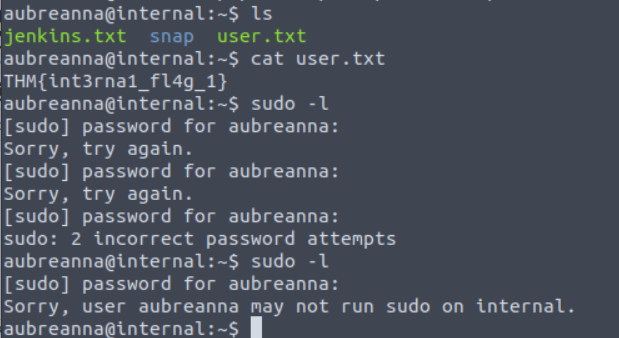 aubreanna@internal:~$ ls
jenkins.txt  snap  user.txt
aubreanna@internal:~$ cat user.txt
THM{int3rna1_fl4g_1}
aubreanna@internal:~$ sudo -l
[sudo] password for aubreanna:
Sorry, try again.
[sudo] password for aubreanna:
Sorry, try again.
[sudo] password for aubreanna:
sudo: 2 incorrect password attempts
aubreanna@internal:~$ sudo -l
[sudo] password for aubreanna:
Sorry, user aubreanna may not run sudo on internal.
aubreanna@internal:~$